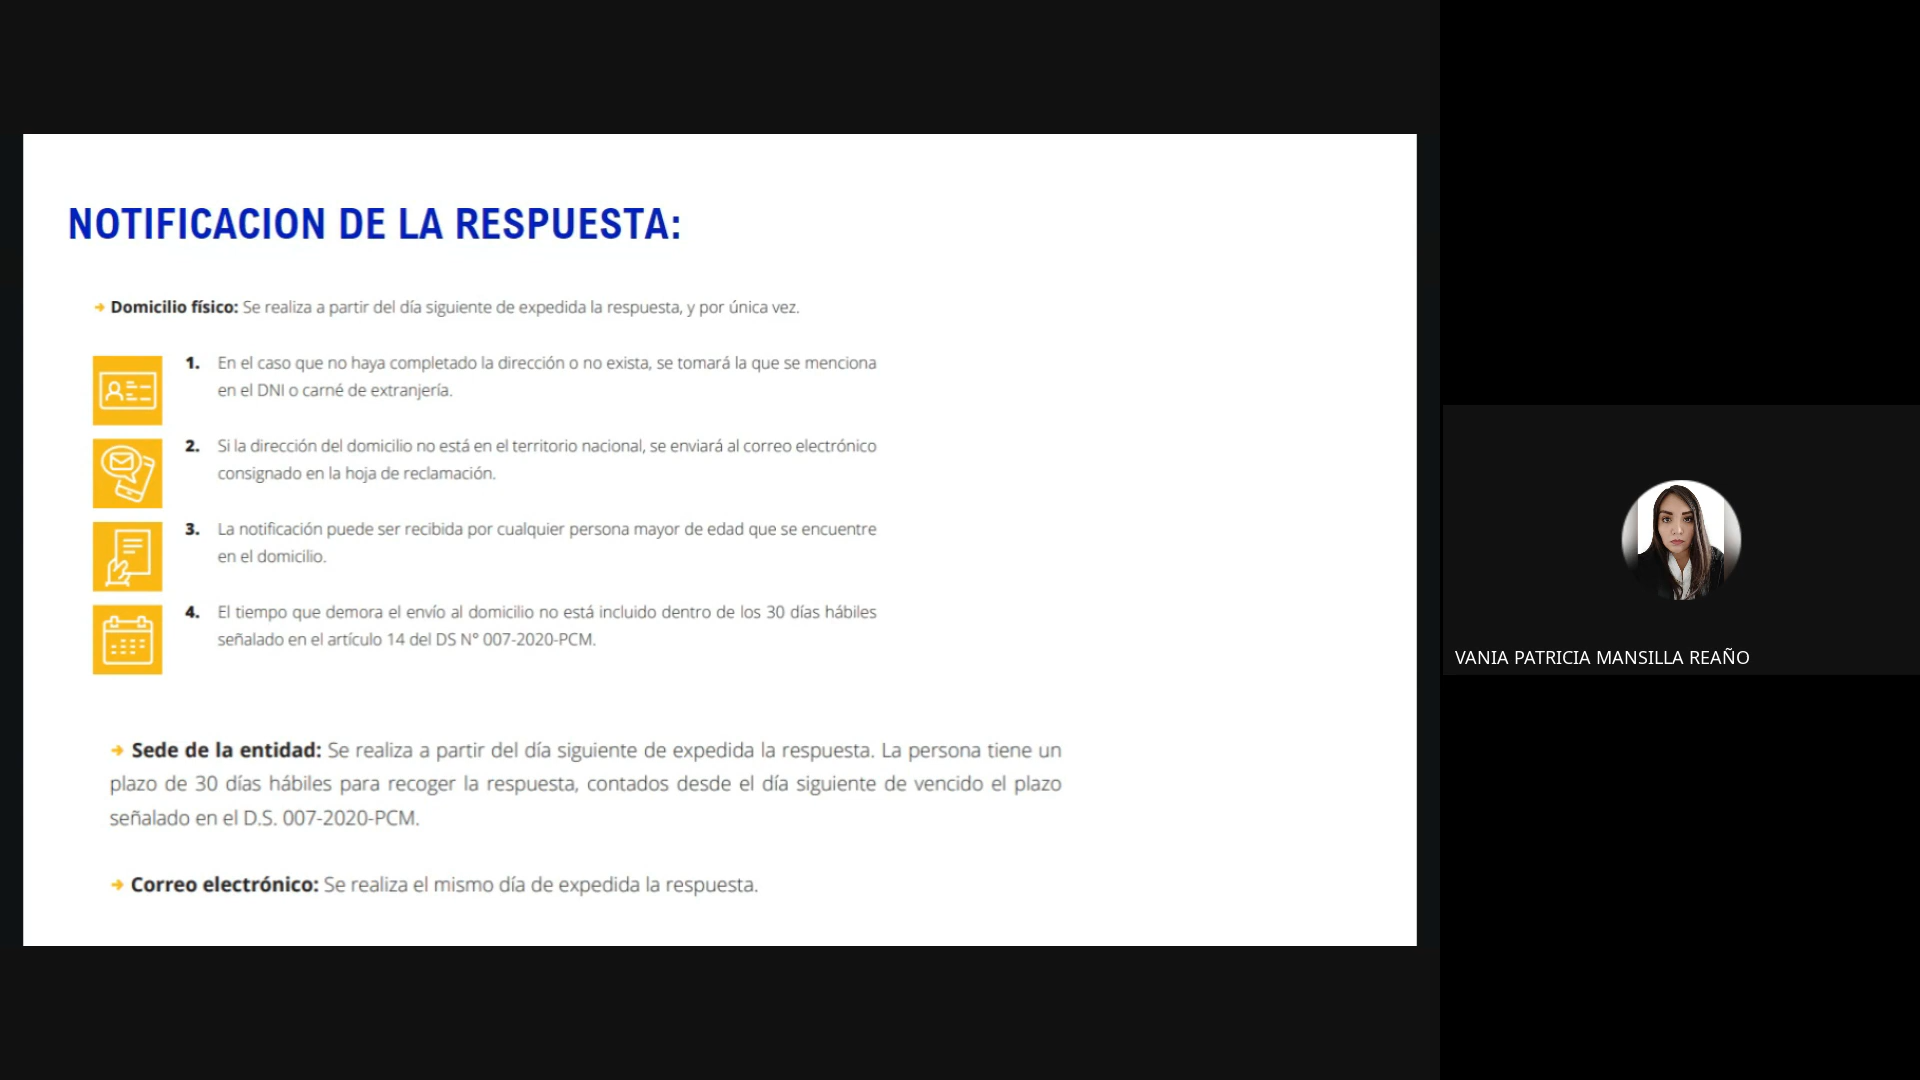 NOTIFICACION DE LA RESPUESTA:
➔ Domicilio físico: Se realiza a partir del día siguiente de expedida la respuesta, y por única vez.
1. En el caso que no haya completado la dirección o no exista, se tomará la que se menciona
en el DNI o carné de extranjería.
2. Si la dirección del domicilio no está en el territorio nacional, se enviará al correo electrónico
consignado en la hoja de reclamación.
3. La notificación puede ser recibida por cualquier persona mayor de edad que se encuentre
en el domicilio.
4. El tiempo que demora el envío al domicilio no está incluido dentro de los 30 días hábiles
señalado en el artículo 14 del DS N° 007-2020-PCM.
➔ Sede de la entidad: Se realiza a partir del día siguiente de expedida la respuesta. La persona tiene un
plazo de 30 días hábiles para recoger la respuesta, contados desde el día siguiente de vencido el plazo
señalado en el D.S. 007-2020-PCM.
➔ Correo electrónico: Se realiza el mismo día de expedida la respuesta.
VANIA PATRICIA MANSILLA REAÑO